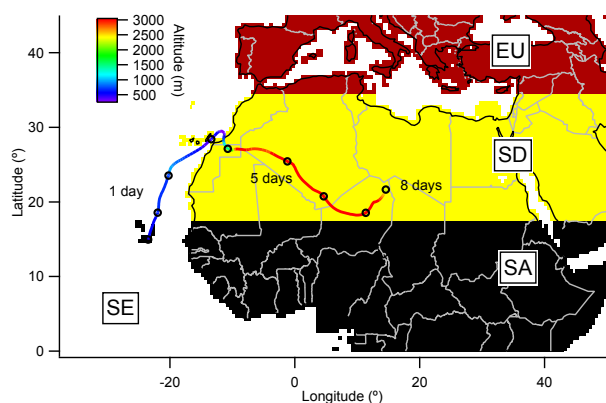 3000
2500
2000
1500
1000
500
Altitude (m)
EU
SD
SA
SE
1 day
5 days
8 days
40
30
20
10
0
Latitude (º)
-20
0
20
40
Longitude (º)